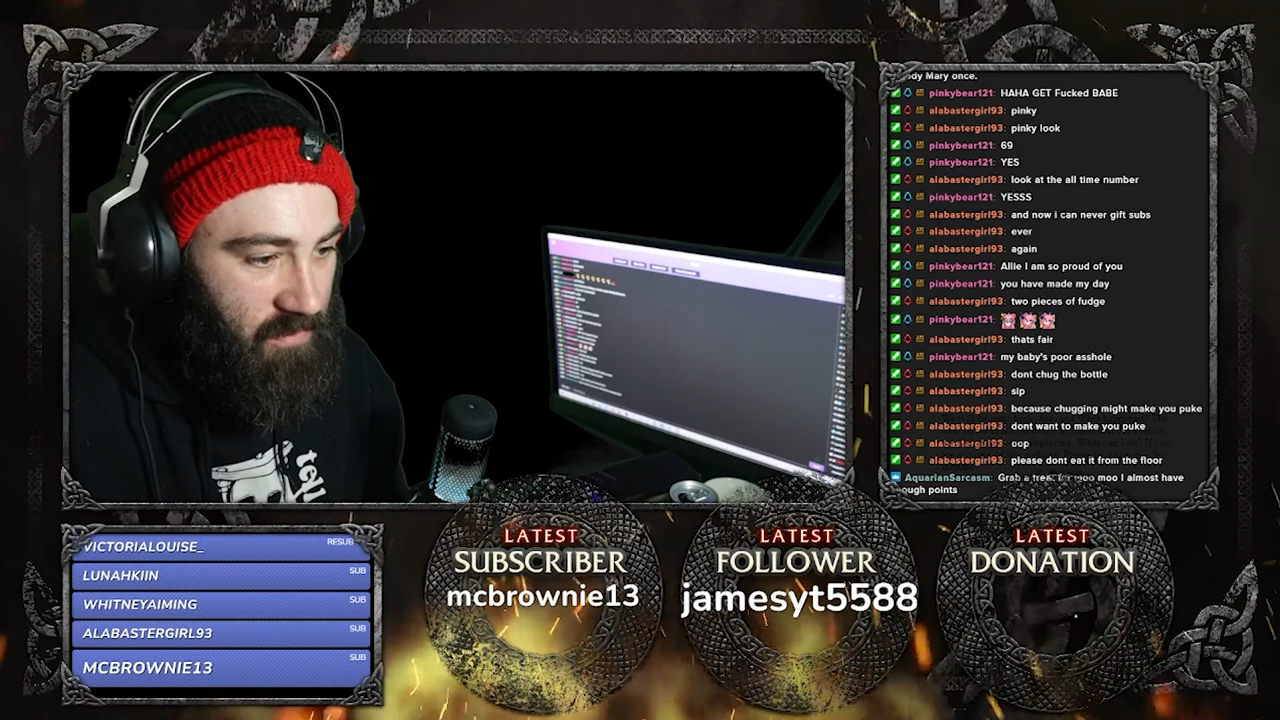 ody Mary once.
pinkybear121: HAHA GET Fucked BABE
alabastergirl93: pinky
alabastergirl93: pinky look
pinkybear121: 69
pinkybear121: YES
alabastergirl93: look at the all time number
pinkybear121: YESSS
alabastergirl93: and now i can never gift subs
alabastergirl93: ever
alabastergirl93: again
pinkybear121: Allie I am so proud of you
pinkybear121: you have made my day
alabastergirl93: two pieces of fudge
pinkybear121:
alabastergirl93: thats fair
pinkybear121: my baby's poor asshole
alabastergirl93: dont chug the bottle
alabastergirl93: sip
alabastergirl93: because chugging might make you puke
alabastergirl93: dont want to make you puke
alabastergirl93: oop
alabastergirl93: please dont eat it from the floor
AquarianSarcasm: Grab a treat for moo moo I almost have
ough points
tell
VICTORIALOUISE_ RESUB
LUNAHKIIN SUB
WHITNEYAIMING SUB
ALABASTERGIRL93 SUB
MCBROWNIE13 SUB
LATEST
SUBSCRIBER
mcbrownie13
LATEST
FOLLOWER
jamesyt5588
LATEST
DONATION